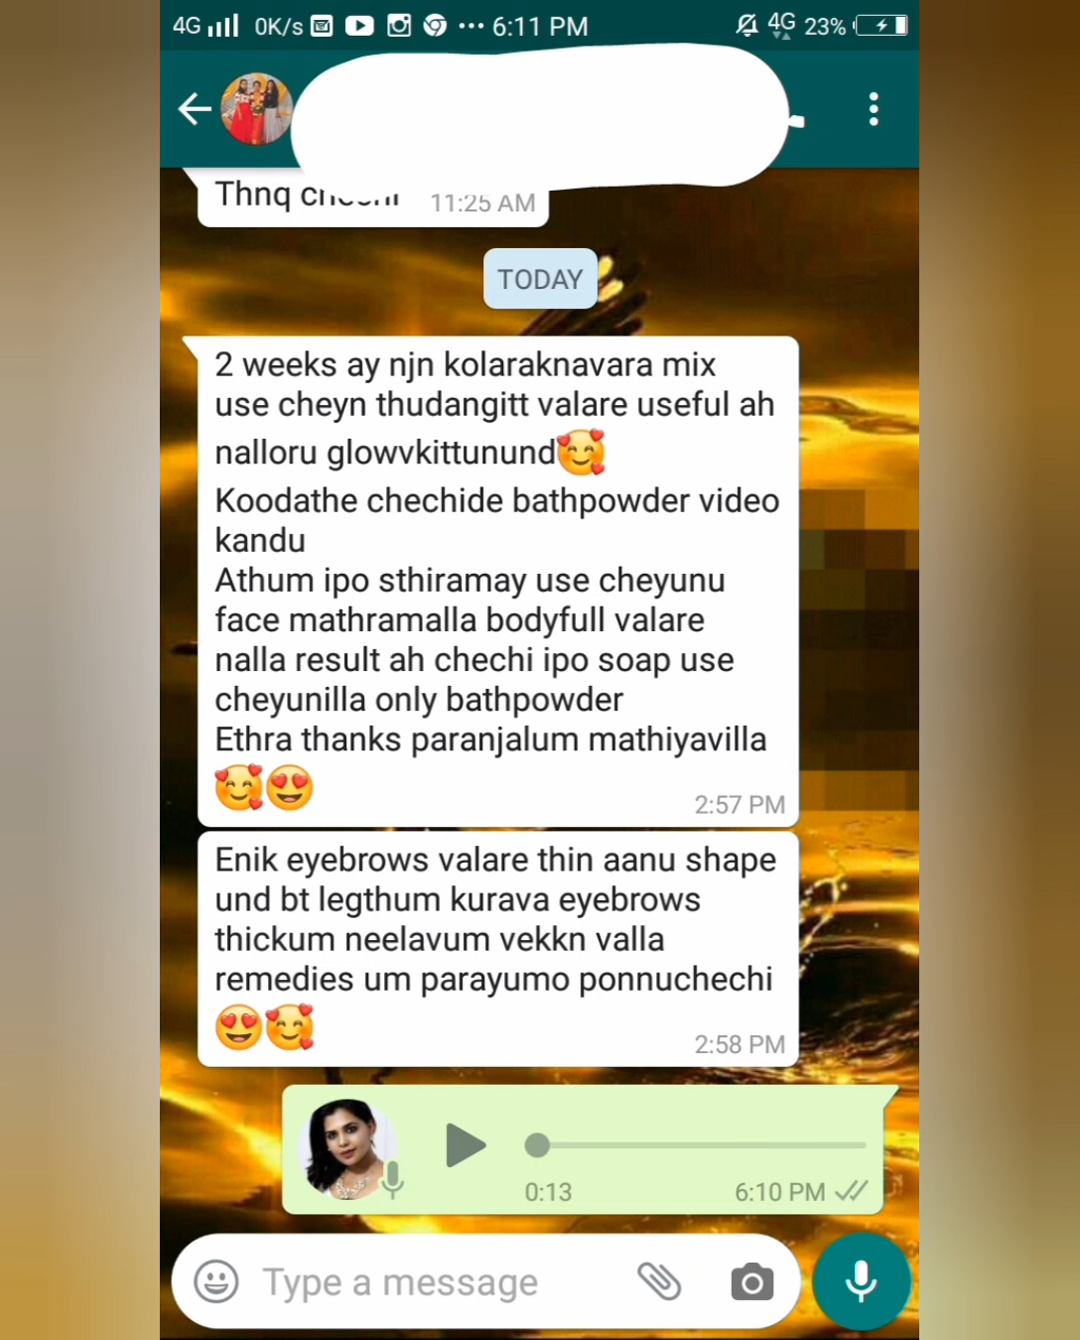 4G 0K/s ... 6:11 PM 4G 23%
Thnq 11:25 AM
TODAY
2 weeks ay njn kolaraknavara mix
use cheyn thudangitt valare useful ah
nalloru glowvkittunund🥰
Koodathe chechide bathpowder video
kandu
Athum ipo sthiramay use cheyunu
face mathramalla bodyfull valare
nalla result ah chechi ipo soap use
cheyunilla only bathpowder
Ethra thanks paranjalum mathiyavilla
🥰😍
2:57 PM
Enik eyebrows valare thin aanu shape
und bt legthum kurava eyebrows
thickum neelavum vekkn valla
remedies um parayumo ponnuchechi
😍🥰
2:58 PM
0:13 6:10 PM
Type a message